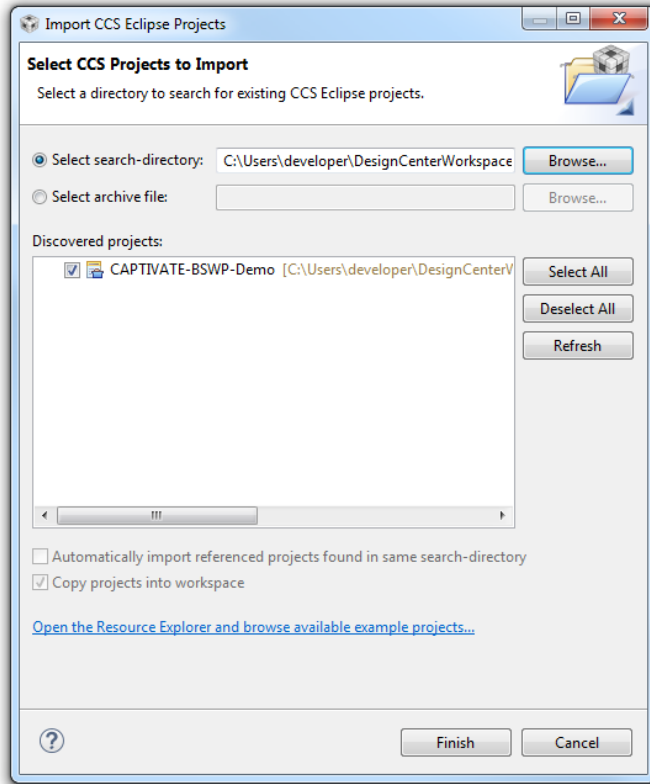 Import CCS Eclipse Projects
Select CCS Projects to Import
Select a directory to search for existing CCS Eclipse projects.
Select search-directory: C:\Users\developer\DesignCenterWorkspace Browse...
Select archive file: Browse...
Discovered projects:
CAPTIVATE-BSWP-Demo [C:\Users\developer\DesignCenterV Select All
Deselect All
Refresh
Automatically import referenced projects found in same search-directory
Copy projects into workspace
Open the Resource Explorer and browse available example projects...
? Finish Cancel